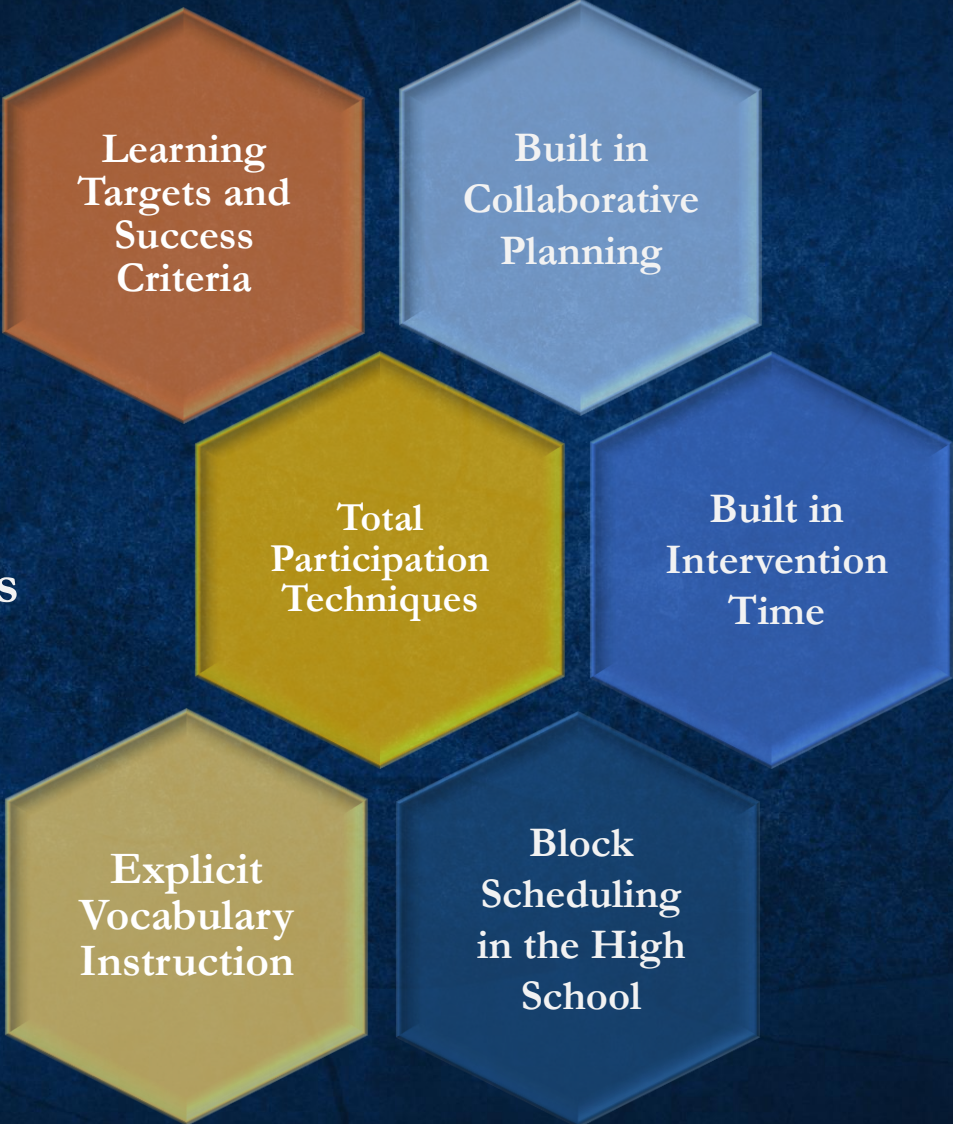 Learning
Targets and
Success
Criteria
Built in
Collaborative
Planning
s
Total
Participation
Techniques
Built in
Intervention
Time
Explicit
Vocabulary
Instruction
Block
Scheduling
in the High
School